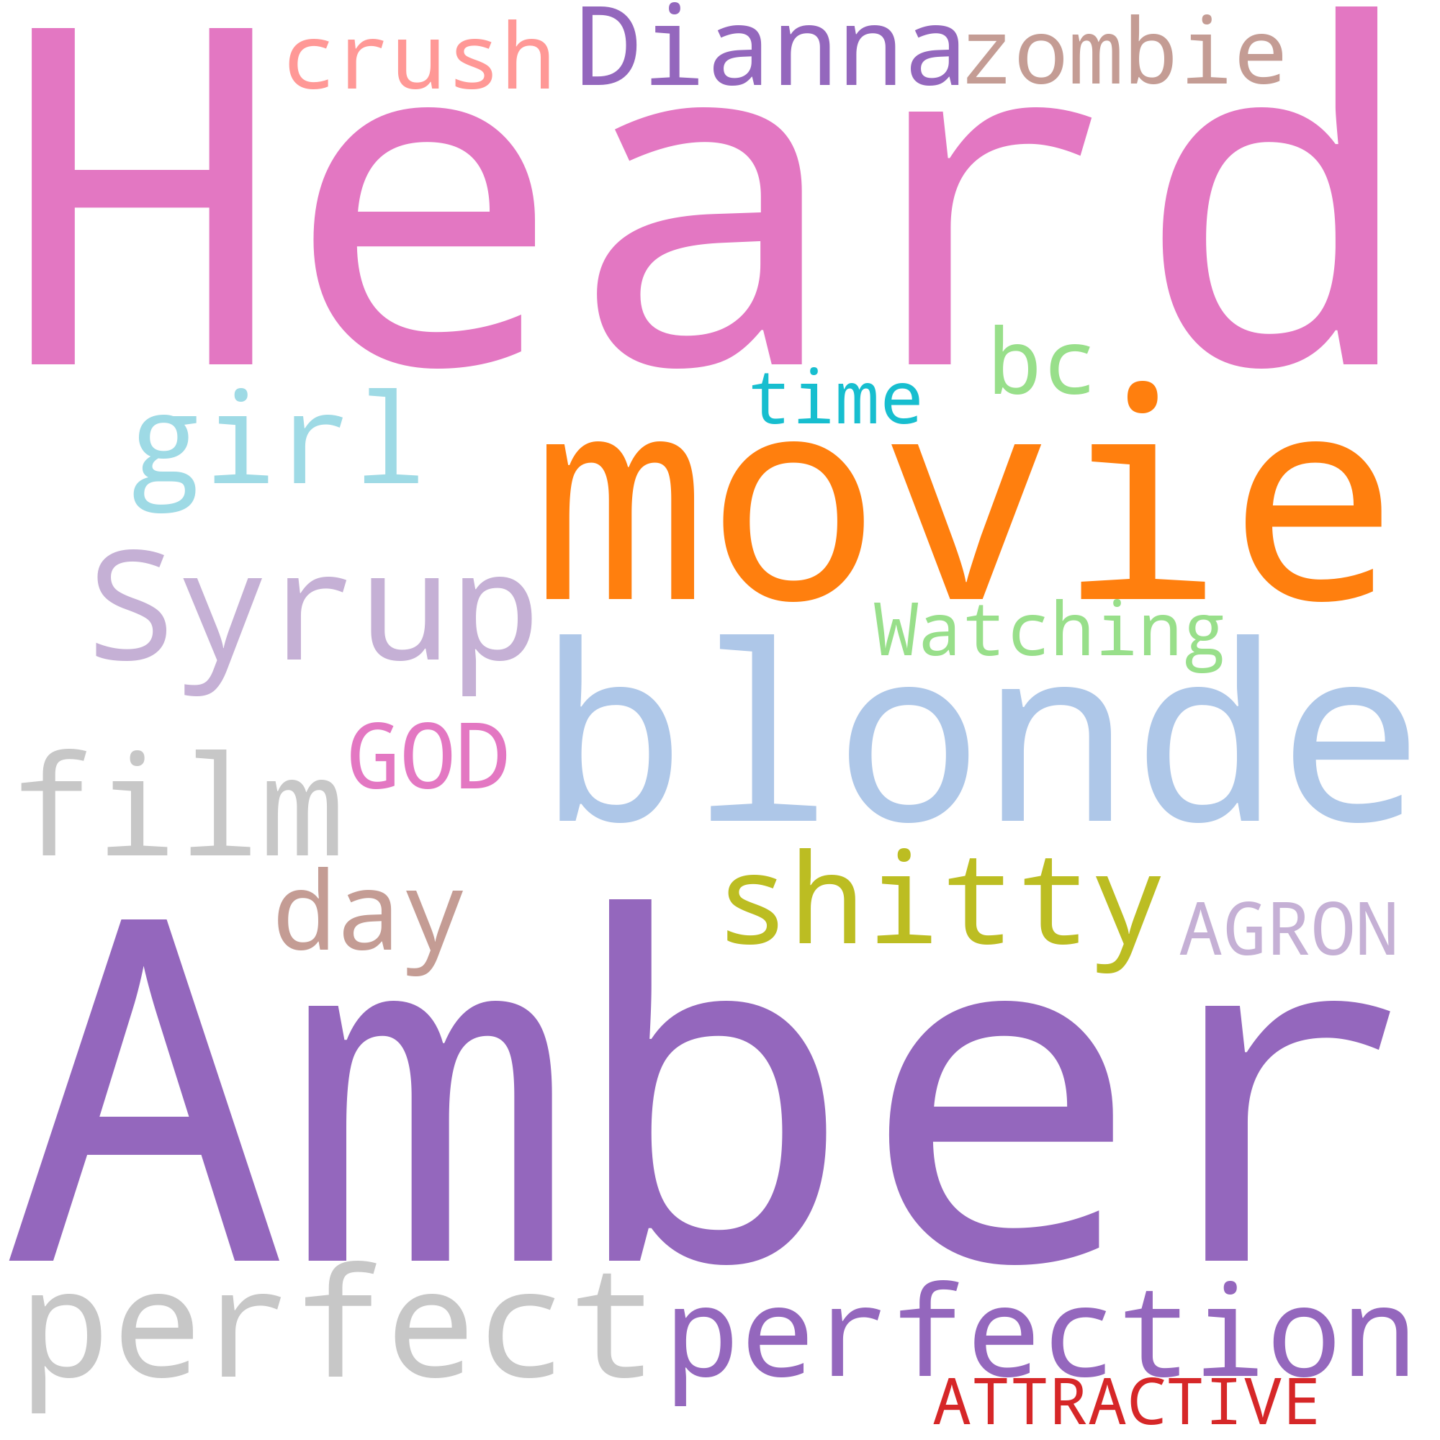 crush Dianna zombie
Heard
bc
time
girl
movie
Syrup
Watching
blonde
GOD
film
shitty
day
AGRON
Amber
perfect
perfection
ATTRACTIVE